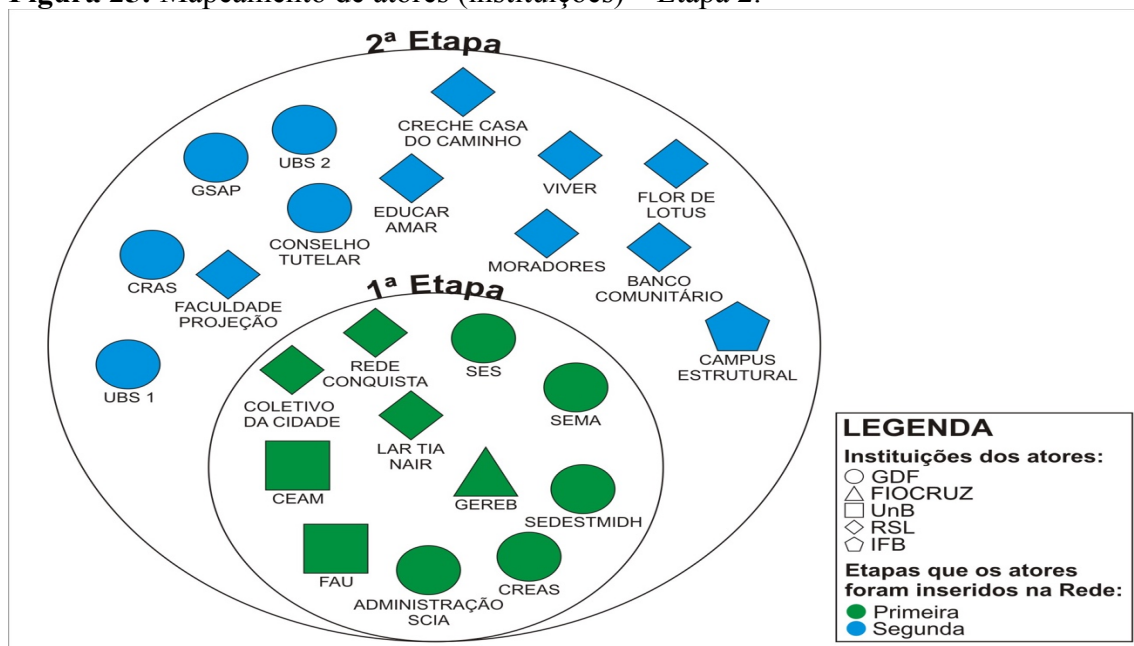 Figura 23: Mapeamento de atores (instituições) – Etapa 2.
2ª Etapa
CRECHE CASA
DO CAMINHO
UBS 2
GSAP
VIVER
FLOR DE
LOTUS
EDUCAR
AMAR
CONSELHO
TUTELAR
MORADORES
BANCO
COMUNITÁRIO
CRAS
FACULDADE
PROJEÇÃO
CAMPUS
ESTRUTURAL
UBS 1
1ª Etapa
REDE
CONQUISTA
SES
COLETIVO
DA CIDADE
SEMA
LAR TIA
NAIR
CEAM
GEREB
SEDESTMIDH
FAU
ADMINISTRAÇÃO
SCIA
CREAS
LEGENDA
Instituições dos atores:
GDF
FIOCRUZ
UnB
RSL
IFB
Etapas que os atores
foram inseridos na Rede:
Primeira
Segunda